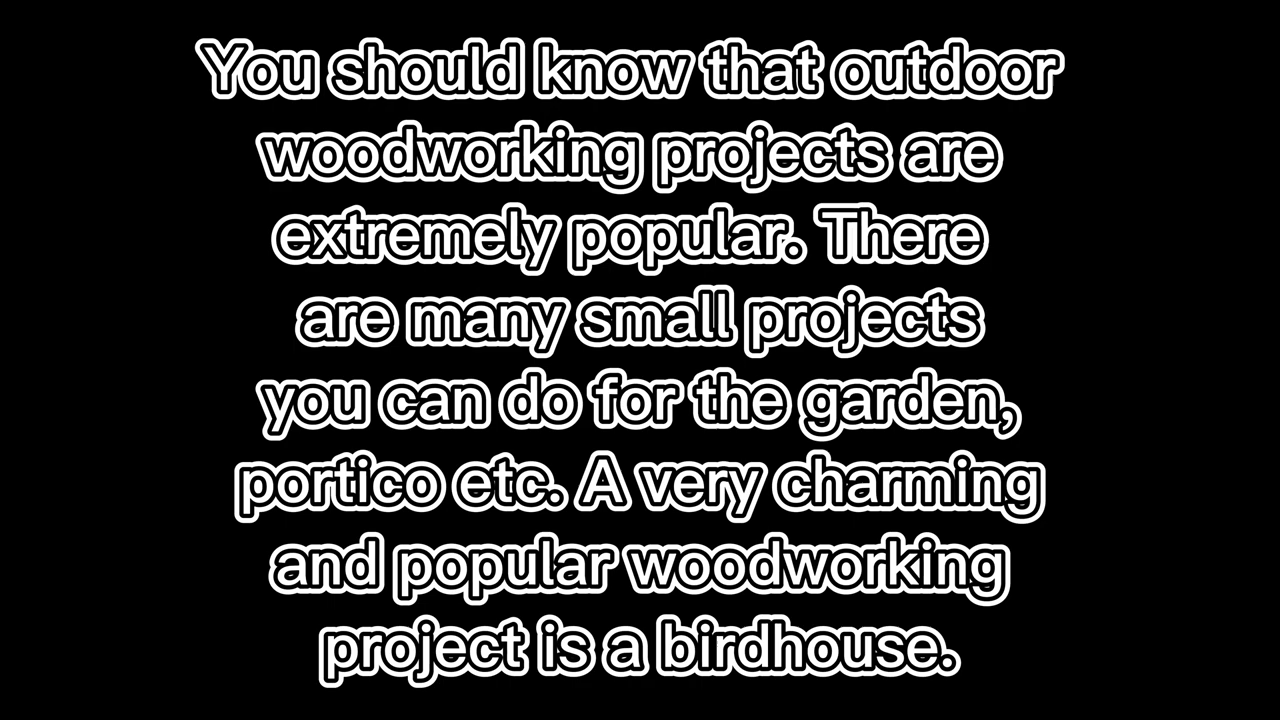 You should know that outdoor
woodworking projects are
extremely popular. There
are many small projects
you can do for the garden,
portico etc. A very charming
and popular woodworking
project is a birdhouse.